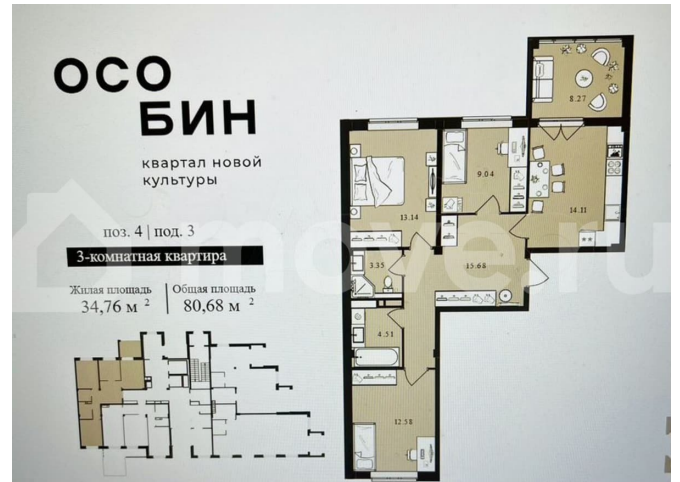 ОСО
БИН
квартал новой
культуры
поз. 4 | под. 3
3-комнатная квартира
Жилая площадь
34,76 м 2
Общая площадь
80,68 м 2
8.27
9.04
13.14
14.11
3.35
15.68
4.51
12.58
move.ru